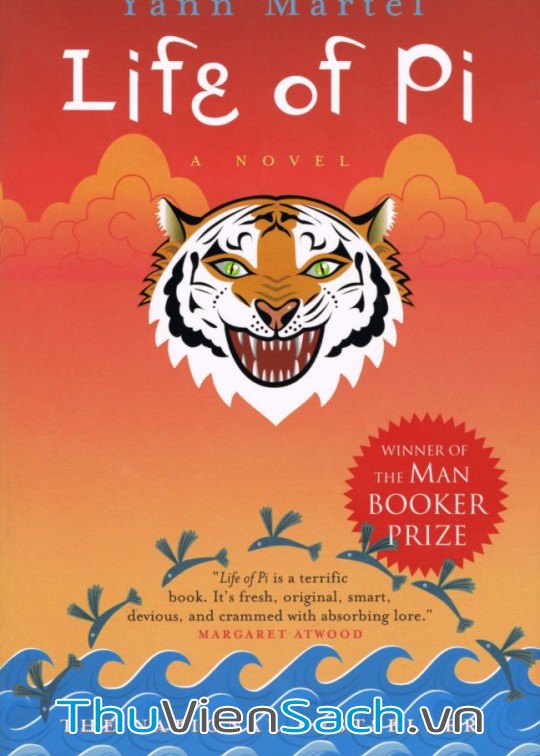 Yann Martel
Life of Pi
A NOVEL
WINNER OF
THE MAN
BOOKER
PRIZE
"Life of Pi is a terrific
book. It's fresh, original, smart,
devious, and crammed with absorbing lore."
MARGARET ATWOOD
ThuVienSach.vn